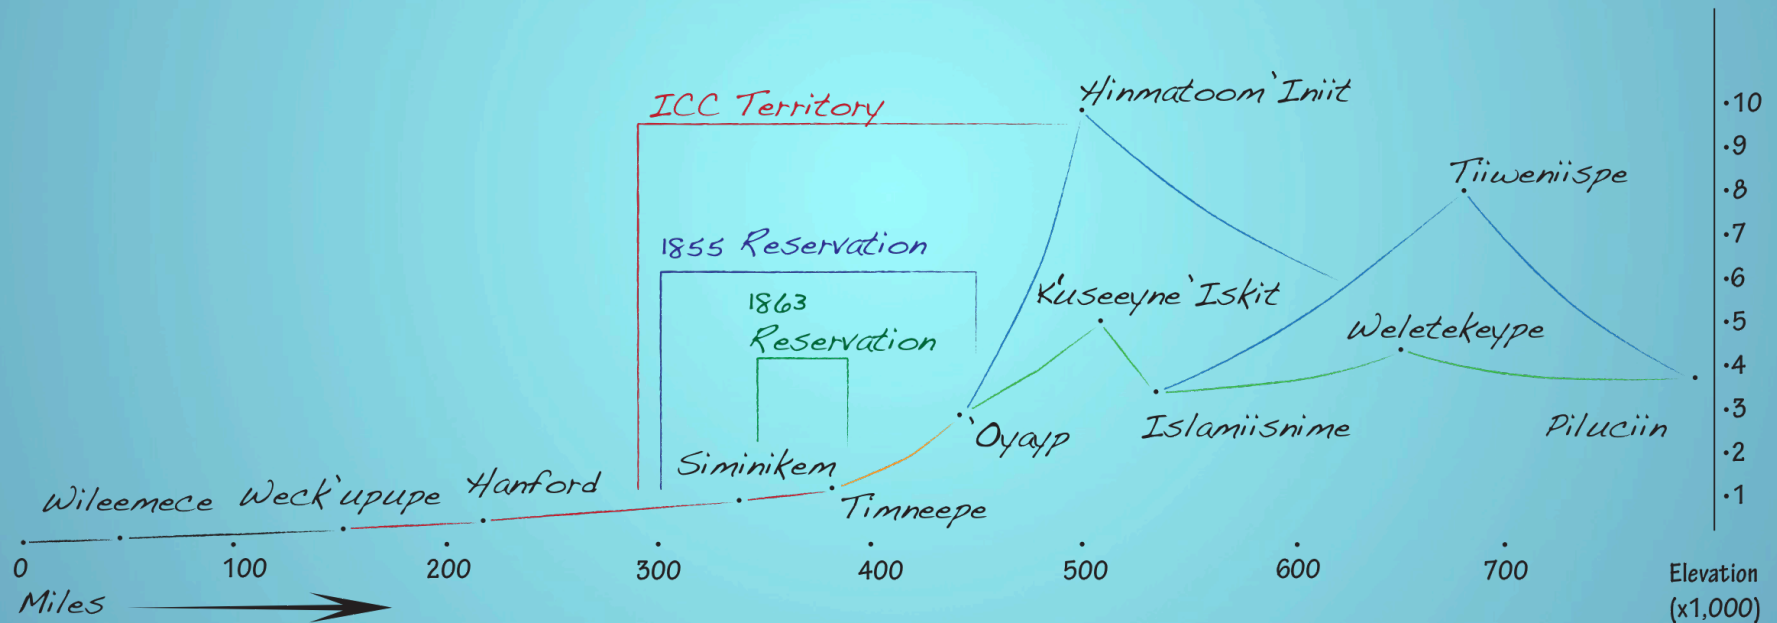 'Hinmatoom'Iniit
ICC Territory
10
9
Tiiweniispe
8
7
1855 Reservation
6
K'useeyne'Iskit
1863
Reservation
5
Weletekeype
4
3
'Oyayp
Islamiisnime
Piluciin
2
Siminikem
Wileemece
Weck'upupe
Hanford
1
Timneepe
0
100
200
300
400
500
600
700
Elevation
(x1,000)
Miles